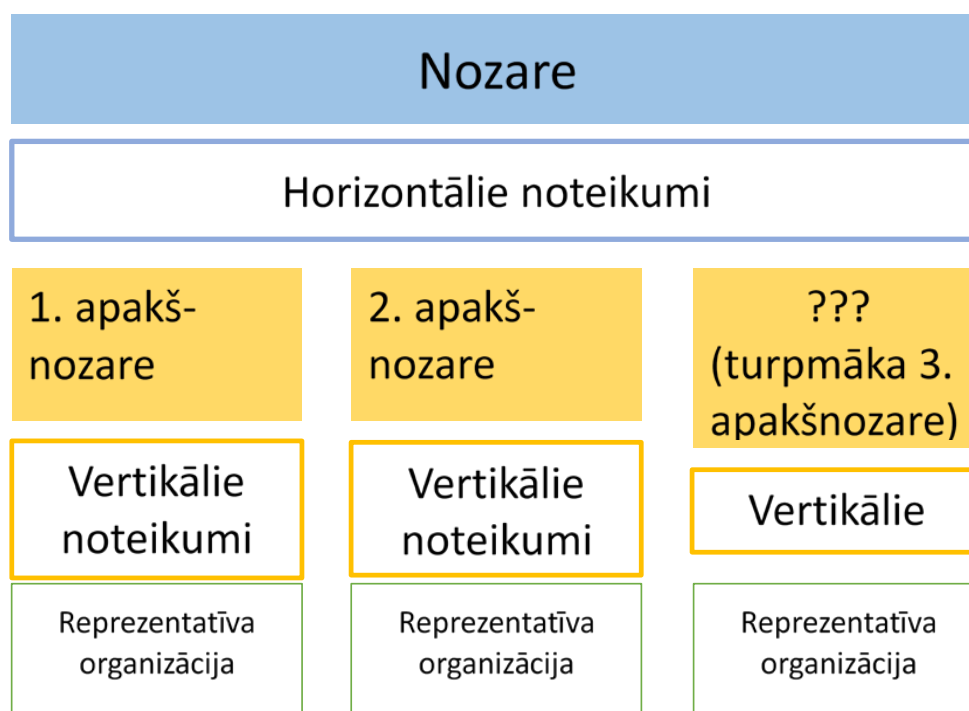 Nozare
Horizontālie noteikumi
1. apakš-
nozare
2. apakš-
nozare
???
(turpmāka 3.
apakšnozare)
Vertikālie
noteikumi
Vertikālie
noteikumi
Vertikālie
Reprezentatīva
organizācija
Reprezentatīva
organizācija
Reprezentatīva
organizācija